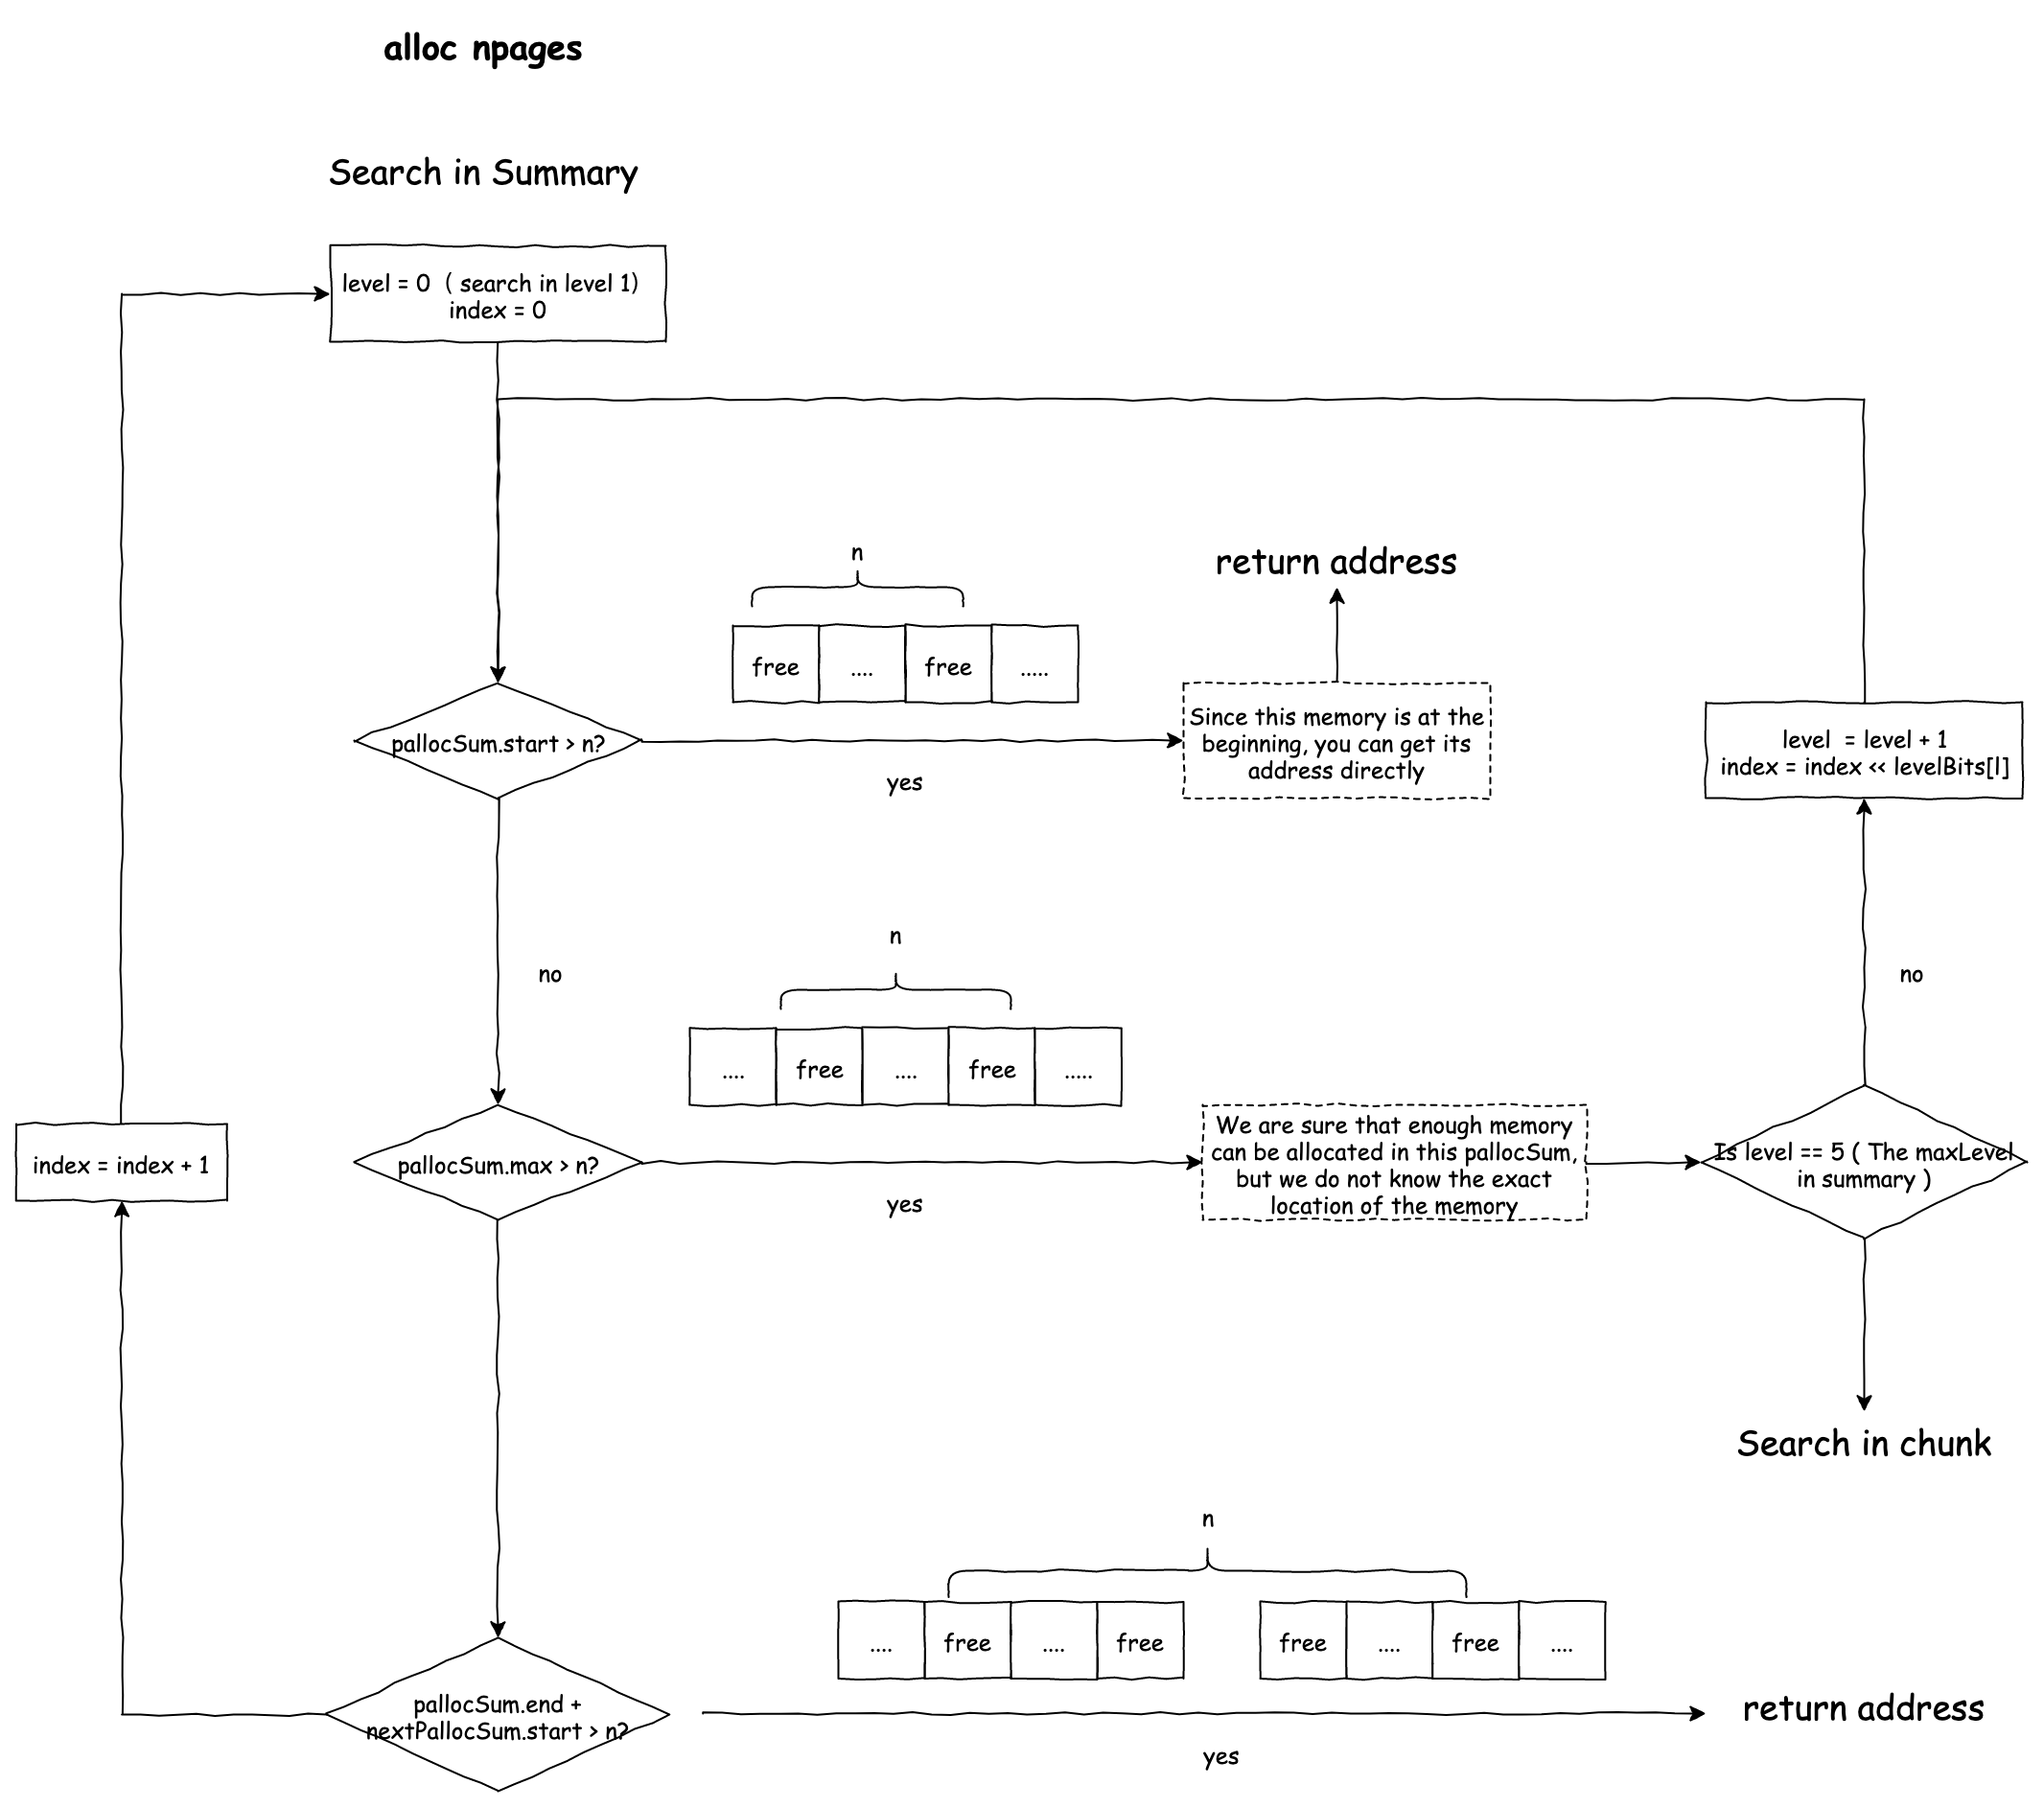 alloc npages
Search in Summary
level = 0 ( search in level 1)
index = 0
n
return address
free
....
free
.....
pallocSum.start > n?
Since this memory is at the
beginning, you can get its
address directly
yes
level = level + 1
index = index << levelBits[l]
n
no
no
....
free
....
free
.....
index = index + 1
pallocSum.max > n?
We are sure that enough memory
can be allocated in this pallocSum,
but we do not know the exact
location of the memory
Is level == 5 ( The maxLevel
in summary )
yes
Search in chunk
n
....
free
....
free
free
....
free
....
pallocSum.end +
nextPallocSum.start > n?
return address
yes